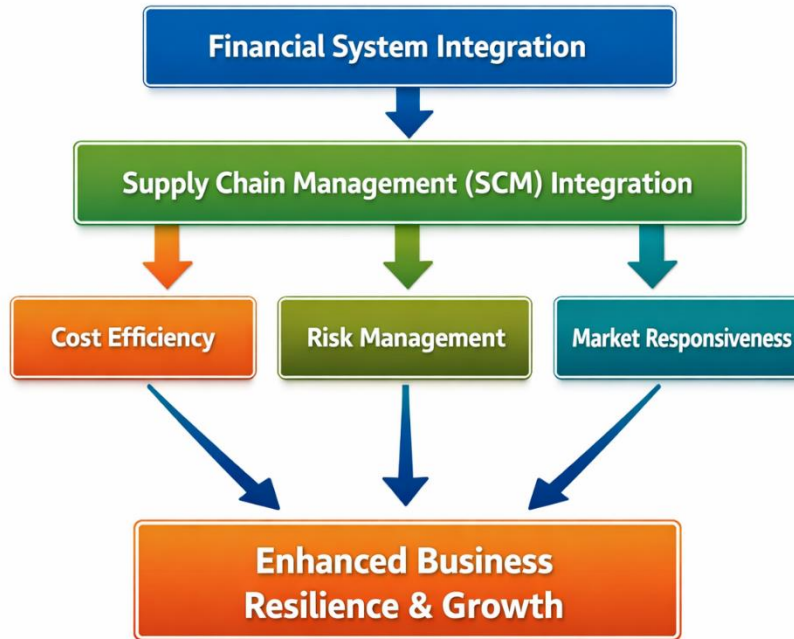 Financial System Integration
Supply Chain Management (SCM) Integration
Cost Efficiency
Risk Management
Market Responsiveness
Enhanced Business
Resilience & Growth